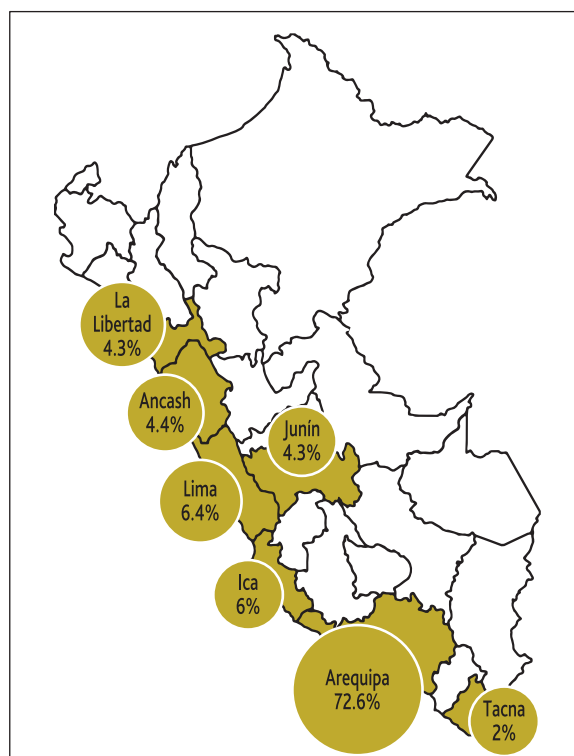 La
Libertad
4.3%
Ancash
4.4%
Junín
4.3%
Lima
6.4%
Ica
6%
Arequipa
72.6%
Tacna
2%